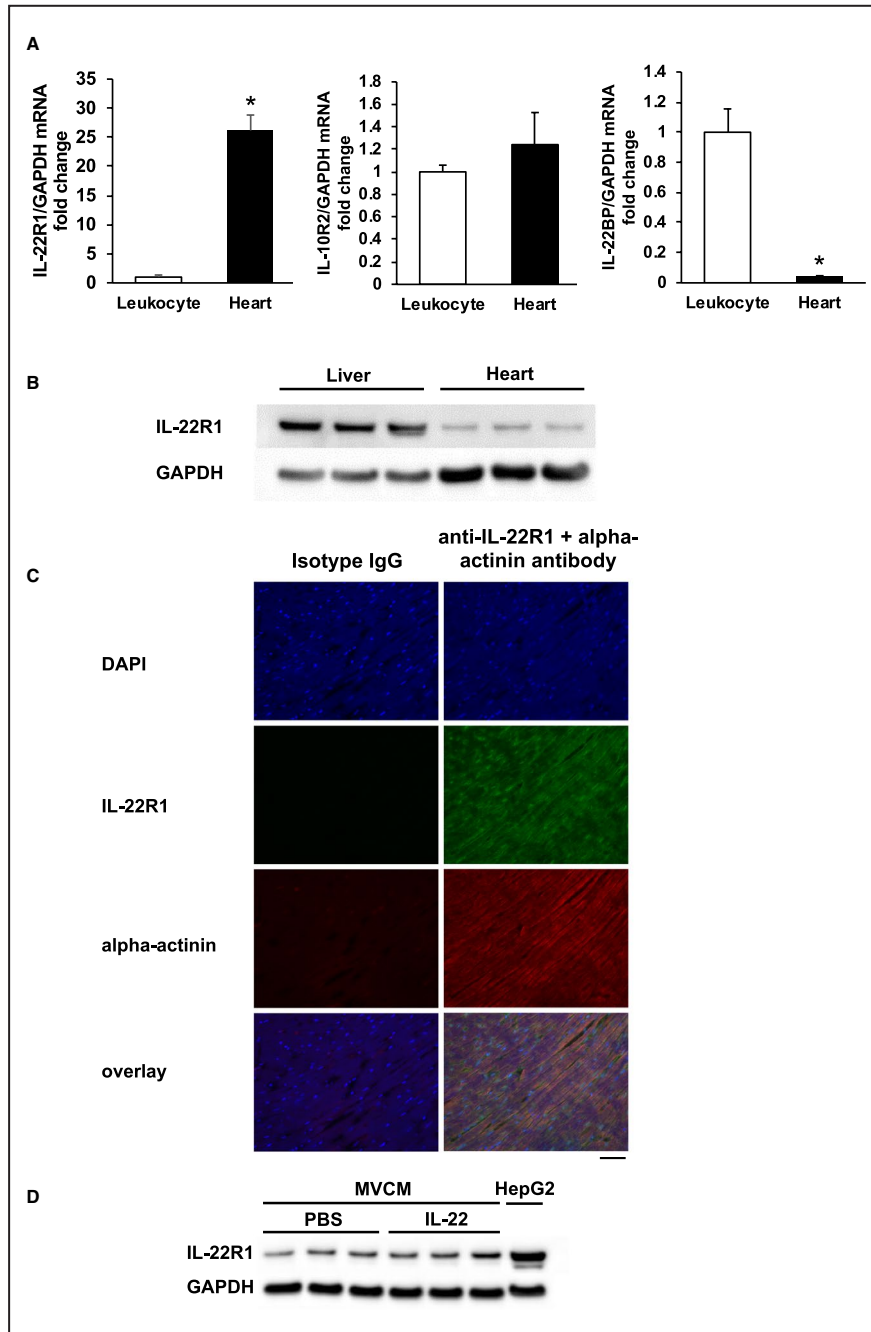 A
IL-22R1/GAPDH mRNA
fold change
35
30
25
20
15
10
5
0
*
Leukocyte Heart
IL-10R2/GAPDH mRNA
fold change
1.8
1.6
1.4
1.2
1
0.8
0.6
0.4
0.2
0
Leukocyte Heart
IL-22BP/GAPDH mRNA
fold change
1.4
1.2
1
0.8
0.6
0.4
0.2
0
*
Leukocyte Heart
B
Liver Heart
IL-22R1
GAPDH
C
Isotype IgG
anti-IL-22R1 + alpha-
actinin antibody
DAPI
IL-22R1
alpha-actinin
overlay
D
MVCM HepG2
PBS IL-22
IL-22R1
GAPDH